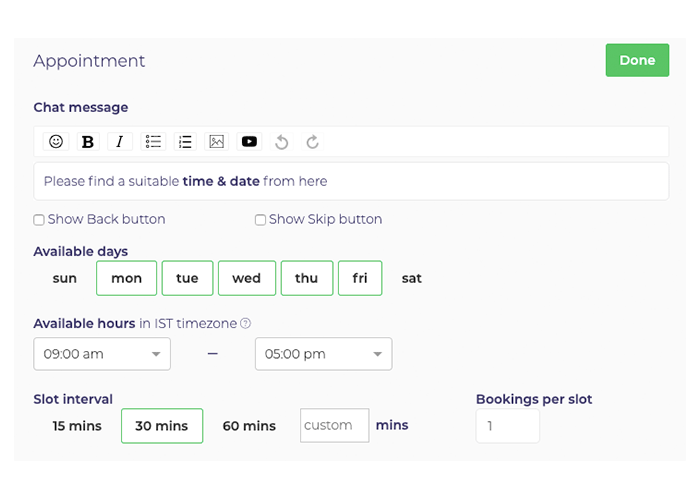 Appointment
Done
Chat message
B I
Please find a suitable time & date from here
Show Back button Show Skip button
Available days
sun mon tue wed thu fri sat
Available hours in IST timezone ?
09:00 am — 05:00 pm
Slot interval Bookings per slot
15 mins 30 mins 60 mins custom mins 1